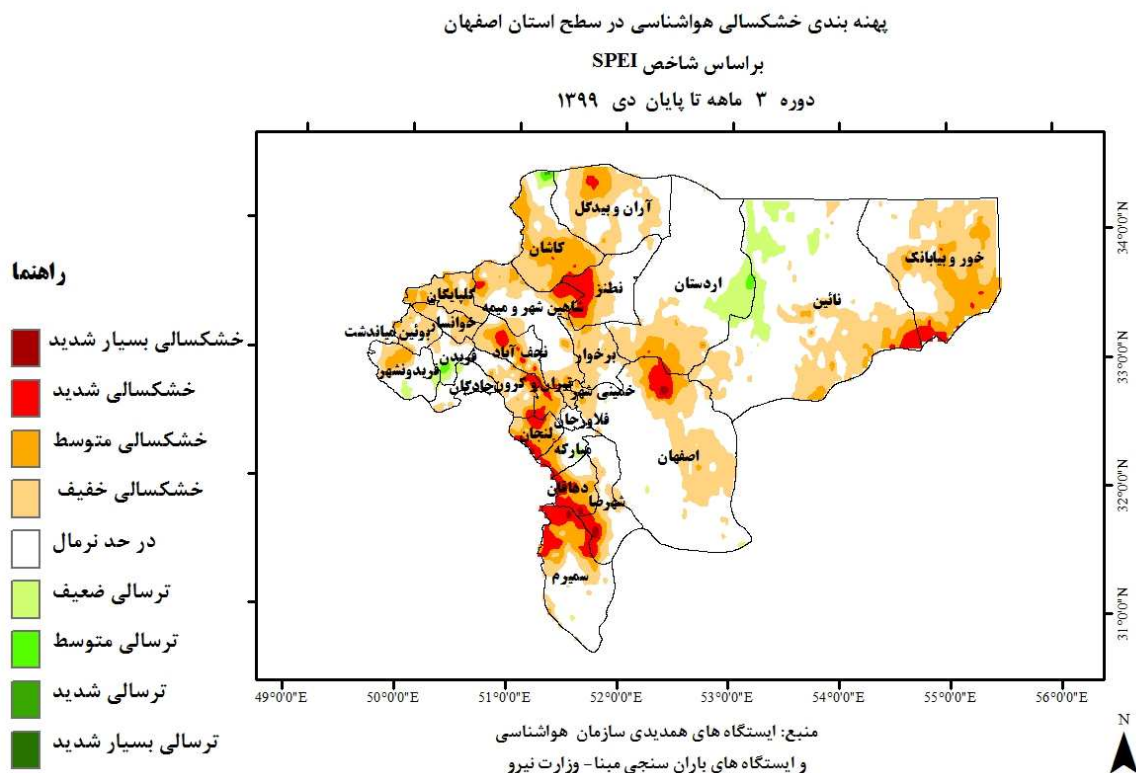 پهنه بندی خشکسالی هواشناسی در سطح استان اصفهان
براساس شاخص SPEI
دوره ۳ ماهه تا پایان دی ۱۳۹۹
راهنما
خشکسالی بسیار شدید
خشکسالی شدید
خشکسالی متوسط
خشکسالی خفیف
در حد نرمال
ترسالی ضعیف
ترسالی متوسط
ترسالی شدید
ترسالی بسیار شدید
آران و بیدگل
کاشان
خور و بیابانک
اردستان
نطنز
نائین
گلپایگان
شاهین شهر و میمه
خوانسار
بوئین میاندشت
نجف آباد
برخوار
فریدن
فریدونشهر
تیران و کرون
چادگان
خمینی شهر
فلاورجان
لنجان
مبارکه
اصفهان
دهاقان
شهرضا
سمیرم
34°0'0"N
33°0'0"N
32°0'0"N
31°0'0"N
49°0'0"E
50°0'0"E
51°0'0"E
52°0'0"E
53°0'0"E
54°0'0"E
55°0'0"E
56°0'0"E
N
منبع: ایستگاه های همدیدی سازمان هواشناسی
و ایستگاه های باران سنجی مبنا - وزارت نیرو